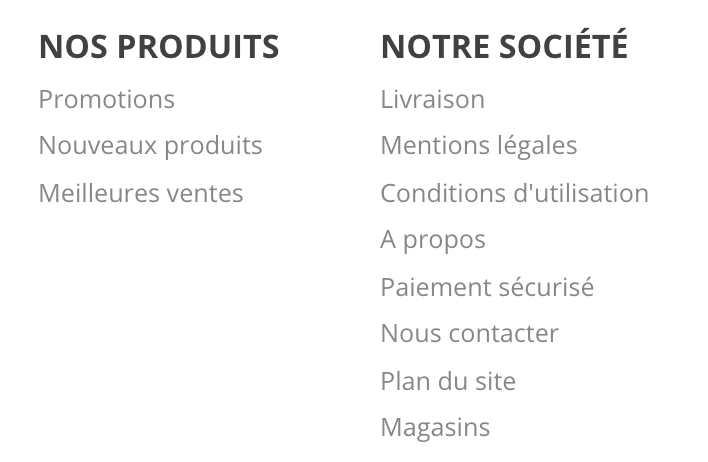 NOS PRODUITS
Promotions
Nouveaux produits
Meilleures ventes
NOTRE SOCIÉTÉ
Livraison
Mentions légales
Conditions d'utilisation
A propos
Paiement sécurisé
Nous contacter
Plan du site
Magasins